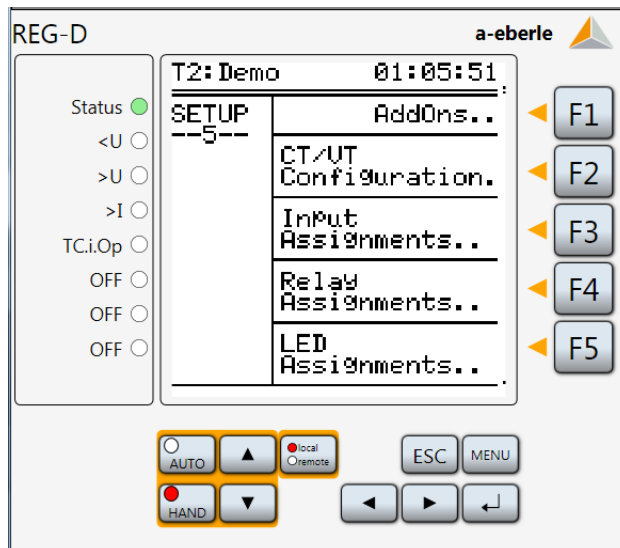 REG-D
a-eberle
T2:Demo 01:05:51
Status
<U
>U
>I
TC.i.Op
OFF
OFF
OFF
SETUP
--5--
AddOns..
CT/VT
Configuration.
Input
Assignments..
Relay
Assignments..
LED
Assignments..
F1
F2
F3
F4
F5
AUTO
local
remote
ESC
MENU
HAND